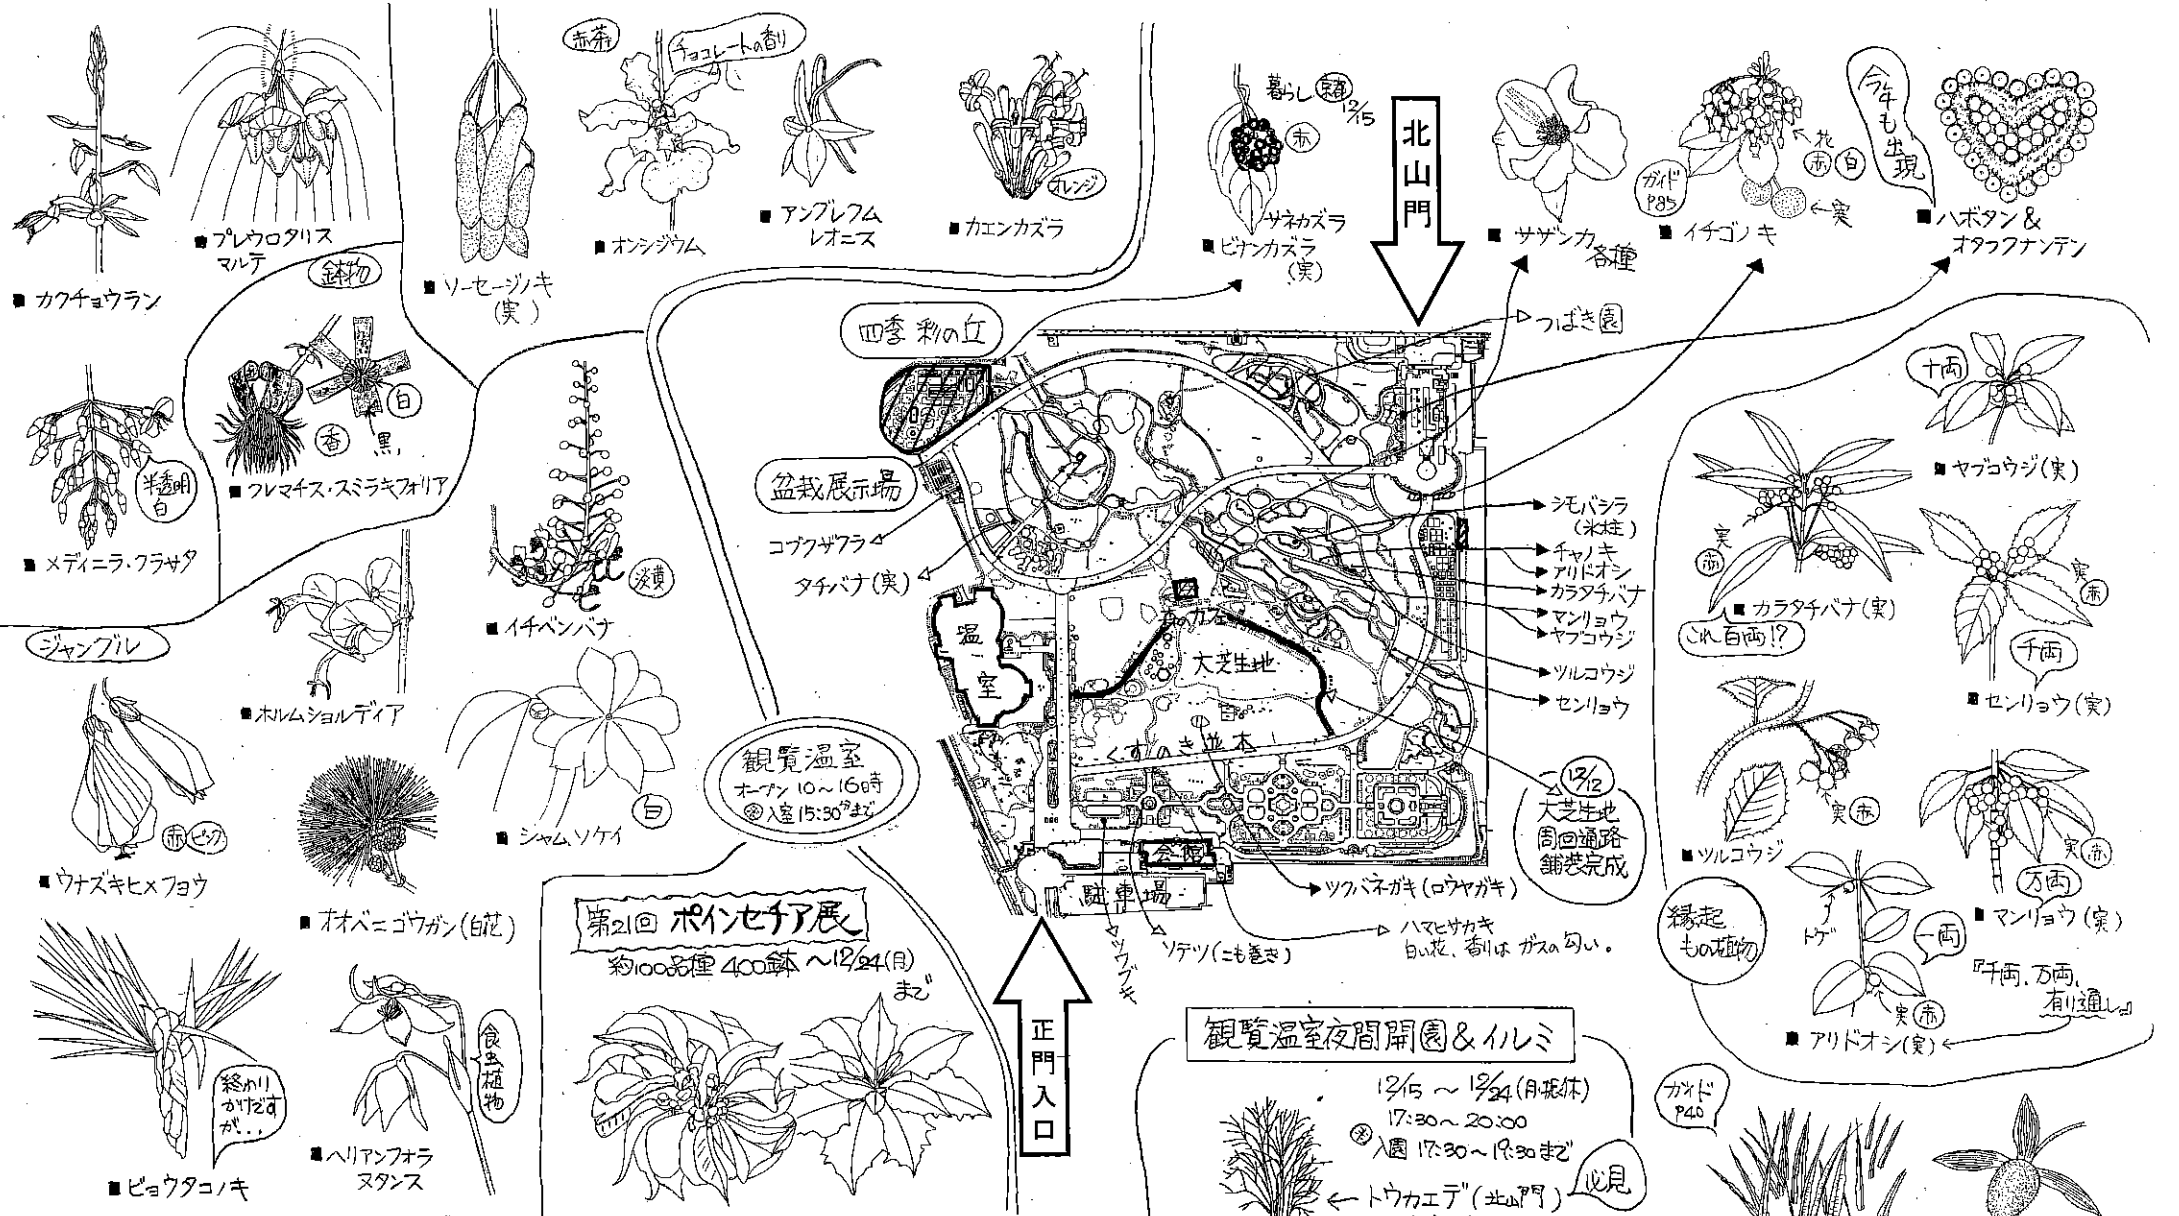 ■カクチョウラン
■プレウロタリス
マルテ
鉢物
■ソーセージノキ
(実)
赤茶
チョコレートの香り
■オンシジウム
■アングレクム
レオニス
オレンジ
■カエンカズラ
暮らし
12/15
赤
サネカズラ
■ビナンカズラ
(実)
北山門
■サザンカ
各種
ガイド
P85
花
赤 白
←実
■イチゴノキ
今年も出現
■ハボタン&
オタフクナンテン
半透明
白
■メディニラ・クラサタ
白
香
黒
■クレマチス・スミラキフォリア
淡黄
■イチベンバナ
ジャングル
■ホルムショルディア
赤ピンク
■ウナズキヒメフヨウ
■オオベニゴウガン(白花)
白
■シャムソケイ
終わり
かけです
が...
■ビョウタコノキ
食虫植物
■ヘリアンフォラ
ヌタンス
四季 彩の丘
盆栽展示場
コブクザクラ
タチバナ(実)
つばき園
シモバシラ
(氷柱)
チャノキ
アリドオシ
カラタチバナ
マンリョウ
ヤブコウジ
ツルコウジ
センリョウ
温室
森のカフェ
大芝生地
くすのき並木
会館
駐車場
12/12
大芝生地
周回通路
舗装完成
ツクバネガキ(ロウヤガキ)
ハマヒサカキ
白い花、香りは ガスの匂い。
ソテツ(こも巻き)
ツワブキ
正門入口
観覧温室
オープン 10～16時
㊟入室15:30分まで
第21回 ポインセチア展
約100品種 400鉢 ～12/24(月)
まで
観覧温室夜間開園&イルミ
12/15 ～ 12/24(月振休)
17:30～20:00
㊟入園 17:30～19:30まで
←トウカエデ(北山門)
必見
十両
■ヤブコウジ(実)
実
赤
■カラタチバナ(実)
これ百両!?
実
赤
千両
■センリョウ(実)
実 赤
■ツルコウジ
実 赤
万両
■マンリョウ(実)
縁起
もの植物
トゲ
一両
実 赤
■アリドオシ(実)
『千両、万両、
有り通し』
ガイド
P40